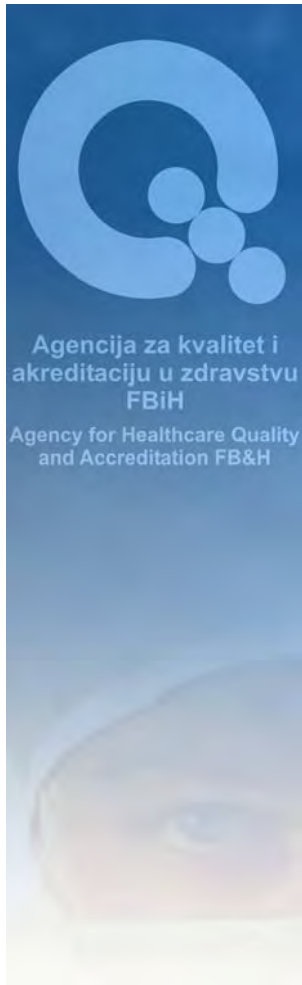 Agencija za kvalitet i
akreditaciju u zdravstvu
FBiH
Agency for Healthcare Quality
and Accreditation FB&H